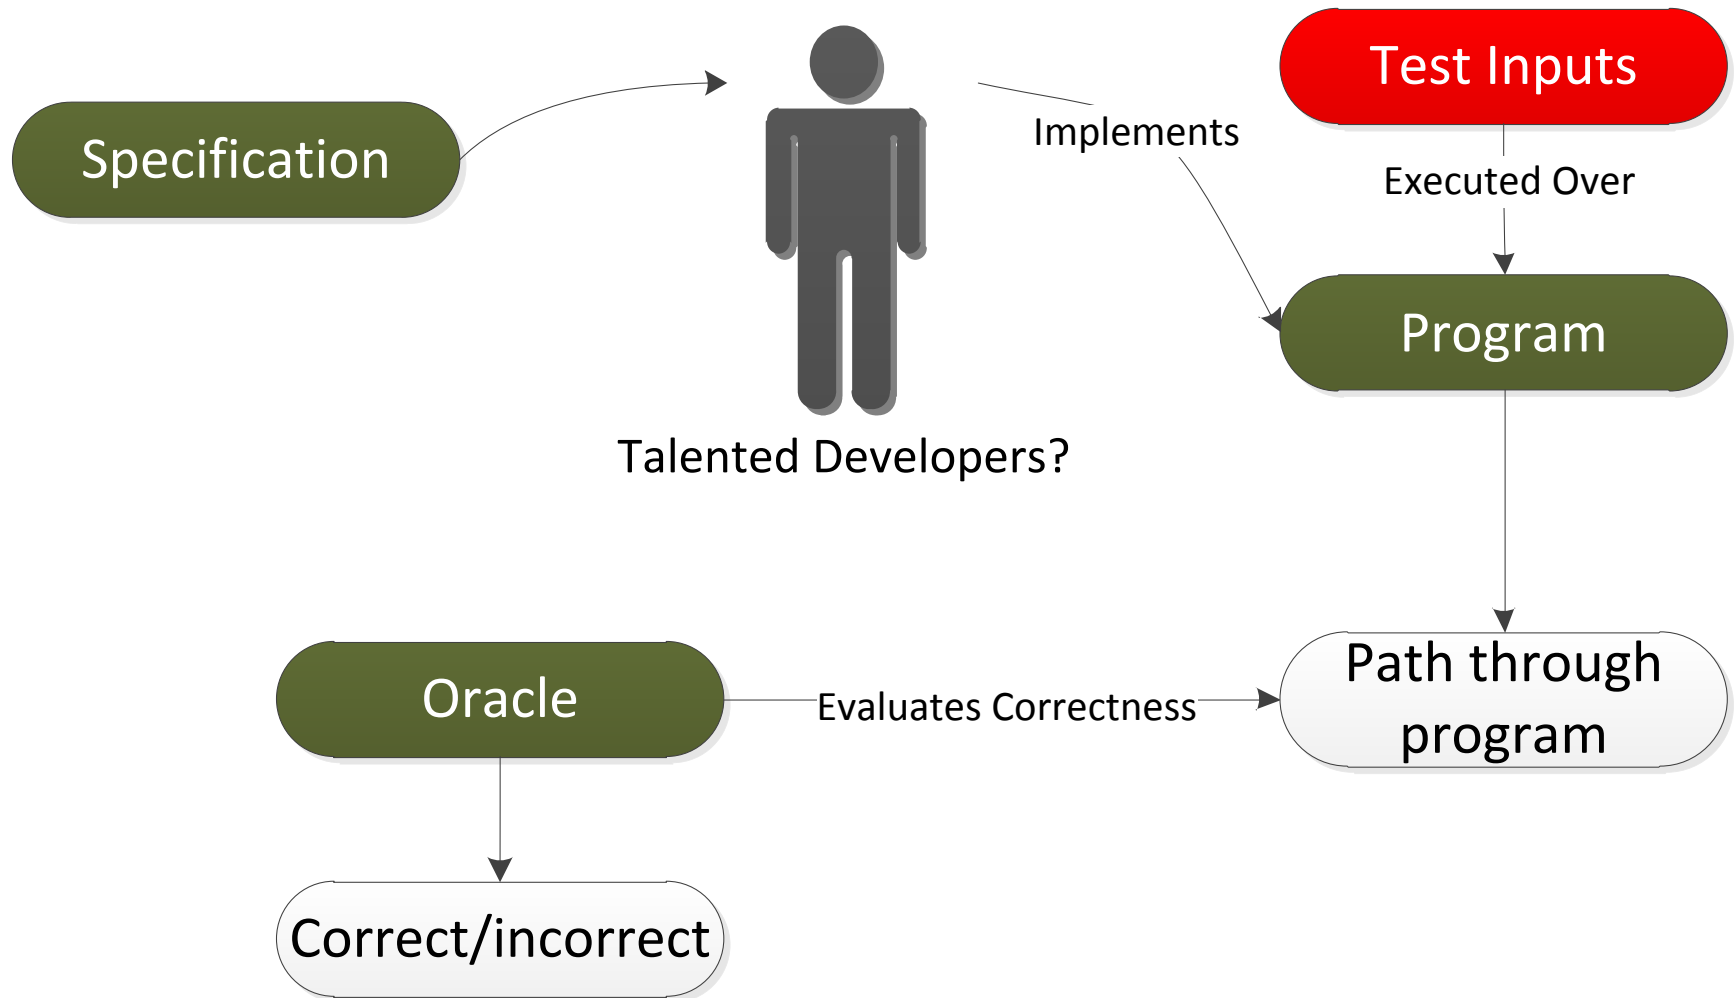 Test Inputs
Specification
Implements
Executed Over
Program
Talented Developers?
Path through
program
Oracle
Evaluates Correctness
Correct/incorrect